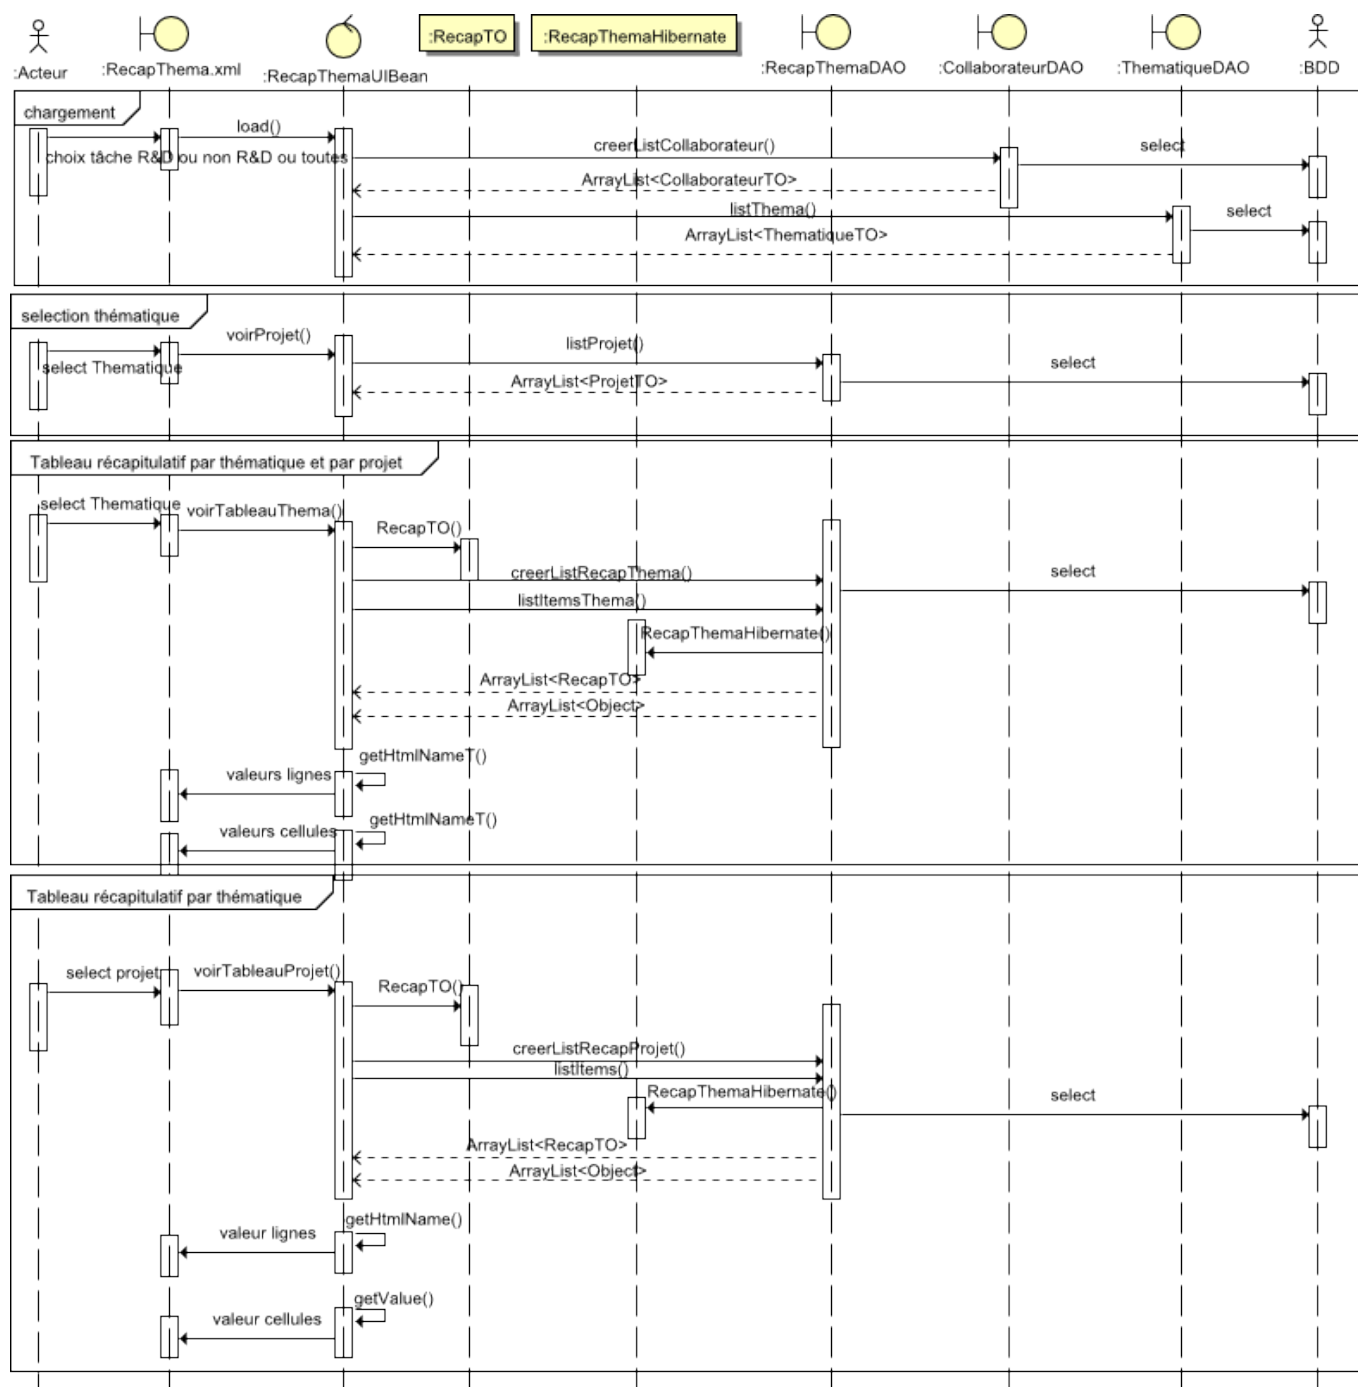 :Acteur
:RecapThema.xml
:RecapThemaUIBean
:RecapTO
:RecapThemaHibernate
:RecapThemaDAO
:CollaborateurDAO
:ThematiqueDAO
:BDD
chargement
load()
choix tâche R&D ou non R&D ou toutes
creerListCollaborateur()
select
ArrayList<CollaborateurTO>
listThema()
select
ArrayList<ThematiqueTO>
selection thématique
voirProjet()
select Thematique
listProjet()
select
ArrayList<ProjetTO>
Tableau récapitulatif par thématique et par projet
select Thematique
voirTableauThema()
RecapTO()
creerListRecapThema()
select
listItemsThema()
RecapThemaHibernate()
ArrayList<RecapTO>
ArrayList<Object>
getHtmlNameT()
valeurs lignes
getHtmlNameT()
valeurs cellules
Tableau récapitulatif par thématique
select projet
voirTableauProjet()
RecapTO()
creerListRecapProjet()
listItems()
RecapThemaHibernate()
select
ArrayList<RecapTO>
ArrayList<Object>
getHtmlName()
valeur lignes
getValue()
valeur cellules